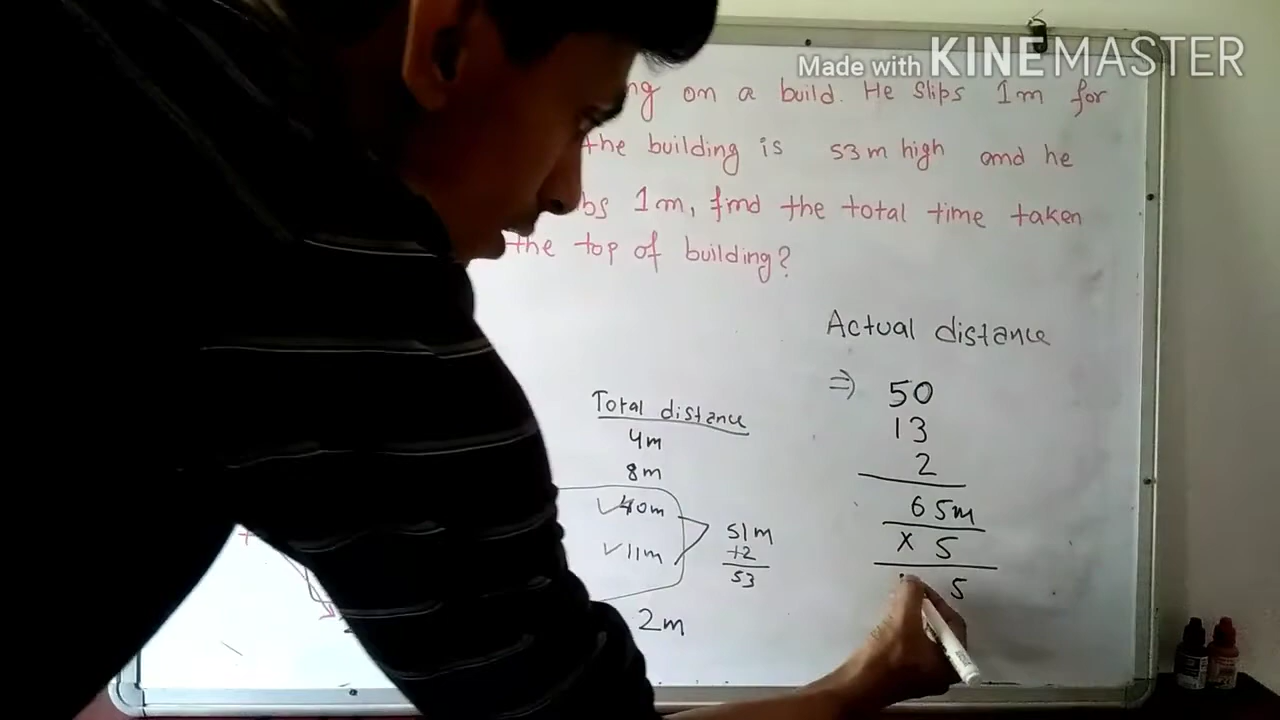 Made with KINEMASTER
on a build. He slips 1m for
the building is 53m high and he
1m, find the total time taken
the top of building?
Actual distance
⇒ 50
13
2
65m
x 5
5
Total distance
4m
8m
✓40m
✓11m
51m
+2
53
2m